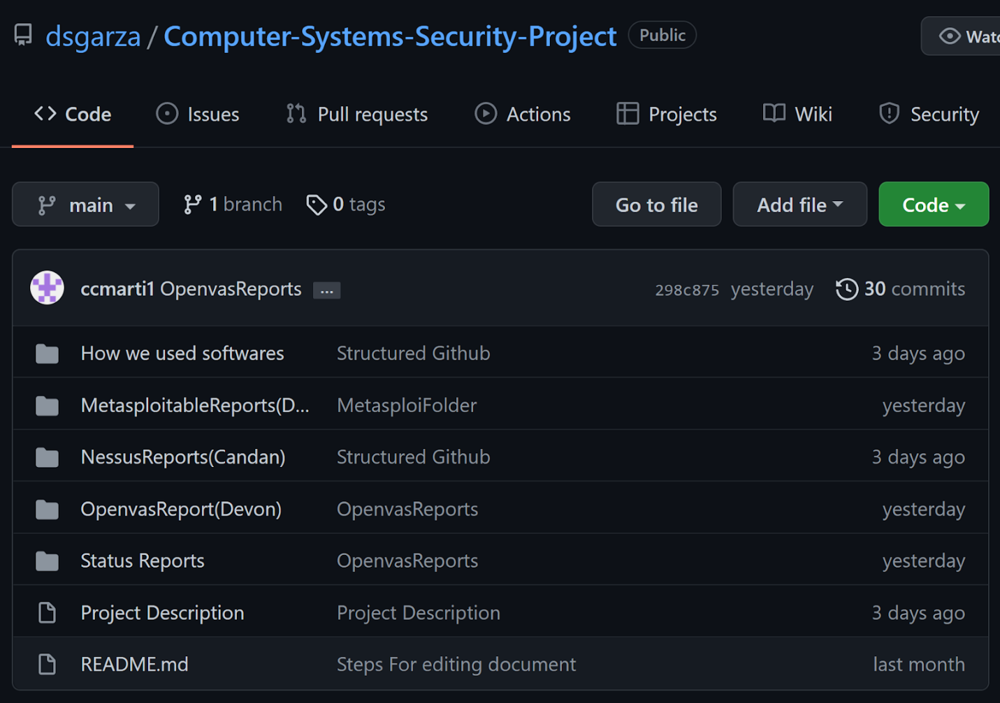 dsgarza / Computer-Systems-Security-Project Public
Code Issues Pull requests Actions Projects Wiki Security
main 1 branch 0 tags Go to file Add file Code
ccmarti1 OpenvasReports ... 298c875 yesterday 30 commits
How we used softwares Structured Github 3 days ago
MetasploitableReports(D... MetasploiFolder yesterday
NessusReports(Candan) Structured Github 3 days ago
OpenvasReport(Devon) OpenvasReports yesterday
Status Reports OpenvasReports yesterday
Project Description Project Description 3 days ago
README.md Steps For editing document last month